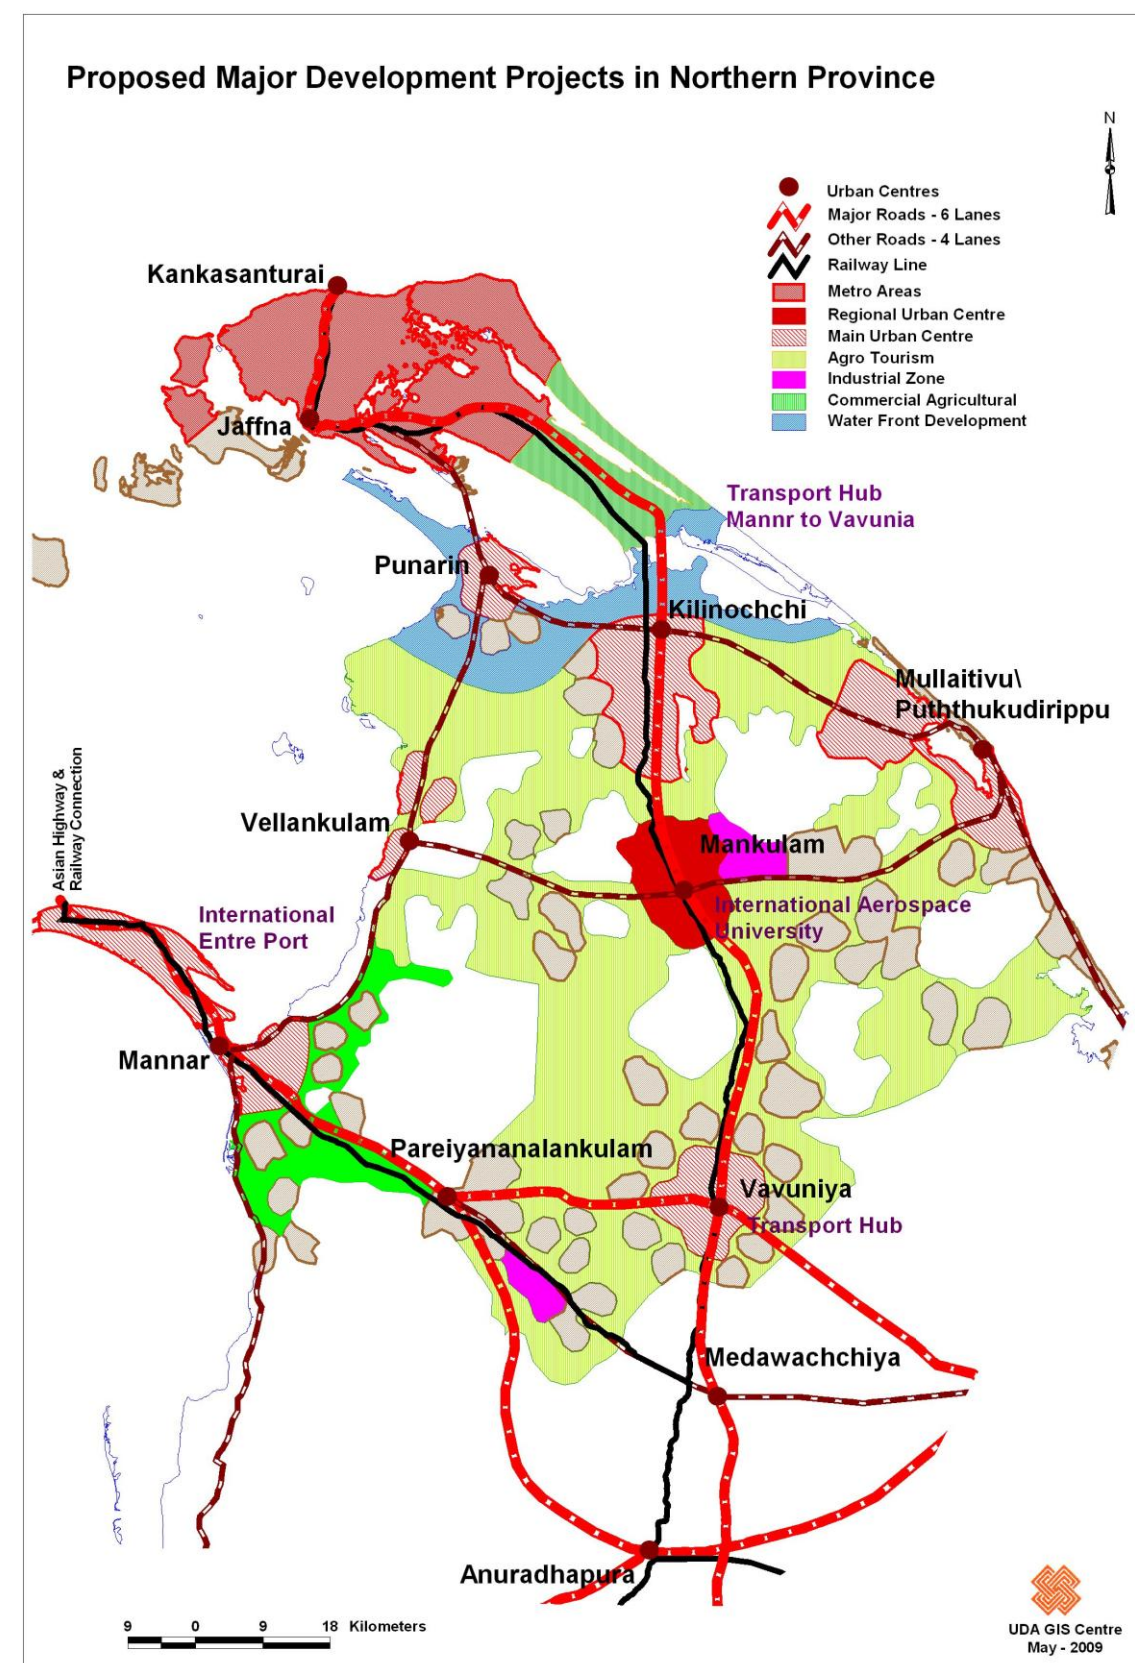 Proposed Major Development Projects in Northern Province
N
Urban Centres
Major Roads - 6 Lanes
Other Roads - 4 Lanes
Railway Line
Metro Areas
Regional Urban Centre
Main Urban Centre
Agro Tourism
Industrial Zone
Commercial Agricultural
Water Front Development
Kankasanturai
Jaffna
Transport Hub
Mannr to Vavunia
Punarin
Kilinochchi
Mullaitivu\
Puththukudirippu
Asian Highway &
Railway Connection
Vellankulam
Mankulam
International
Entre Port
International Aerospace
University
Mannar
Pareiyananalankulam
Vavuniya
Transport Hub
Medawachchiya
Anuradhapura
9 0 9 18 Kilometers
UDA GIS Centre
May - 2009